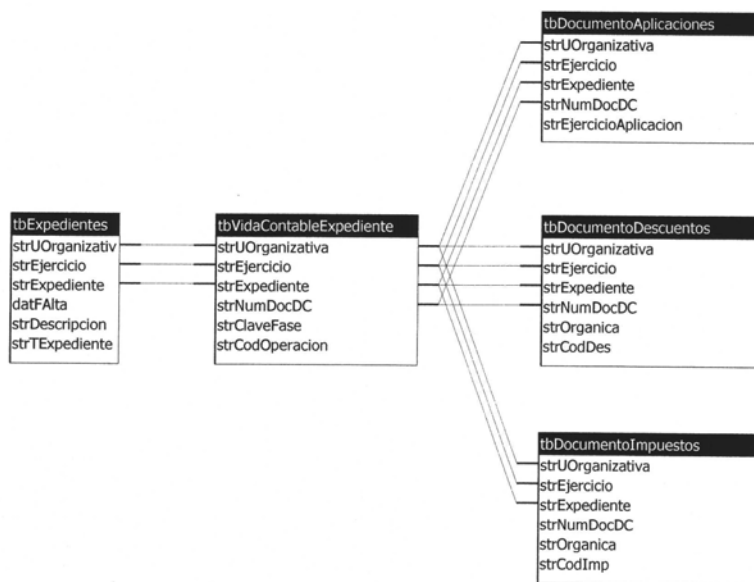 tbDocumentoAplicaciones
strUOrganizativa
strEjercicio
strExpediente
strNumDocDC
strEjercicioAplicacion
tbExpedientes
strUOrganizativ
strEjercicio
strExpediente
datFAlta
strDescripcion
strTExpediente
tbVidaContableExpediente
strUOrganizativa
strEjercicio
strExpediente
strNumDocDC
strClaveFase
strCodOperacion
tbDocumentoDescuentos
strUOrganizativa
strEjercicio
strExpediente
strNumDocDC
strOrganica
strCodDes
tbDocumentoImpuestos
strUOrganizativa
strEjercicio
strExpediente
strNumDocDC
strOrganica
strCodImp